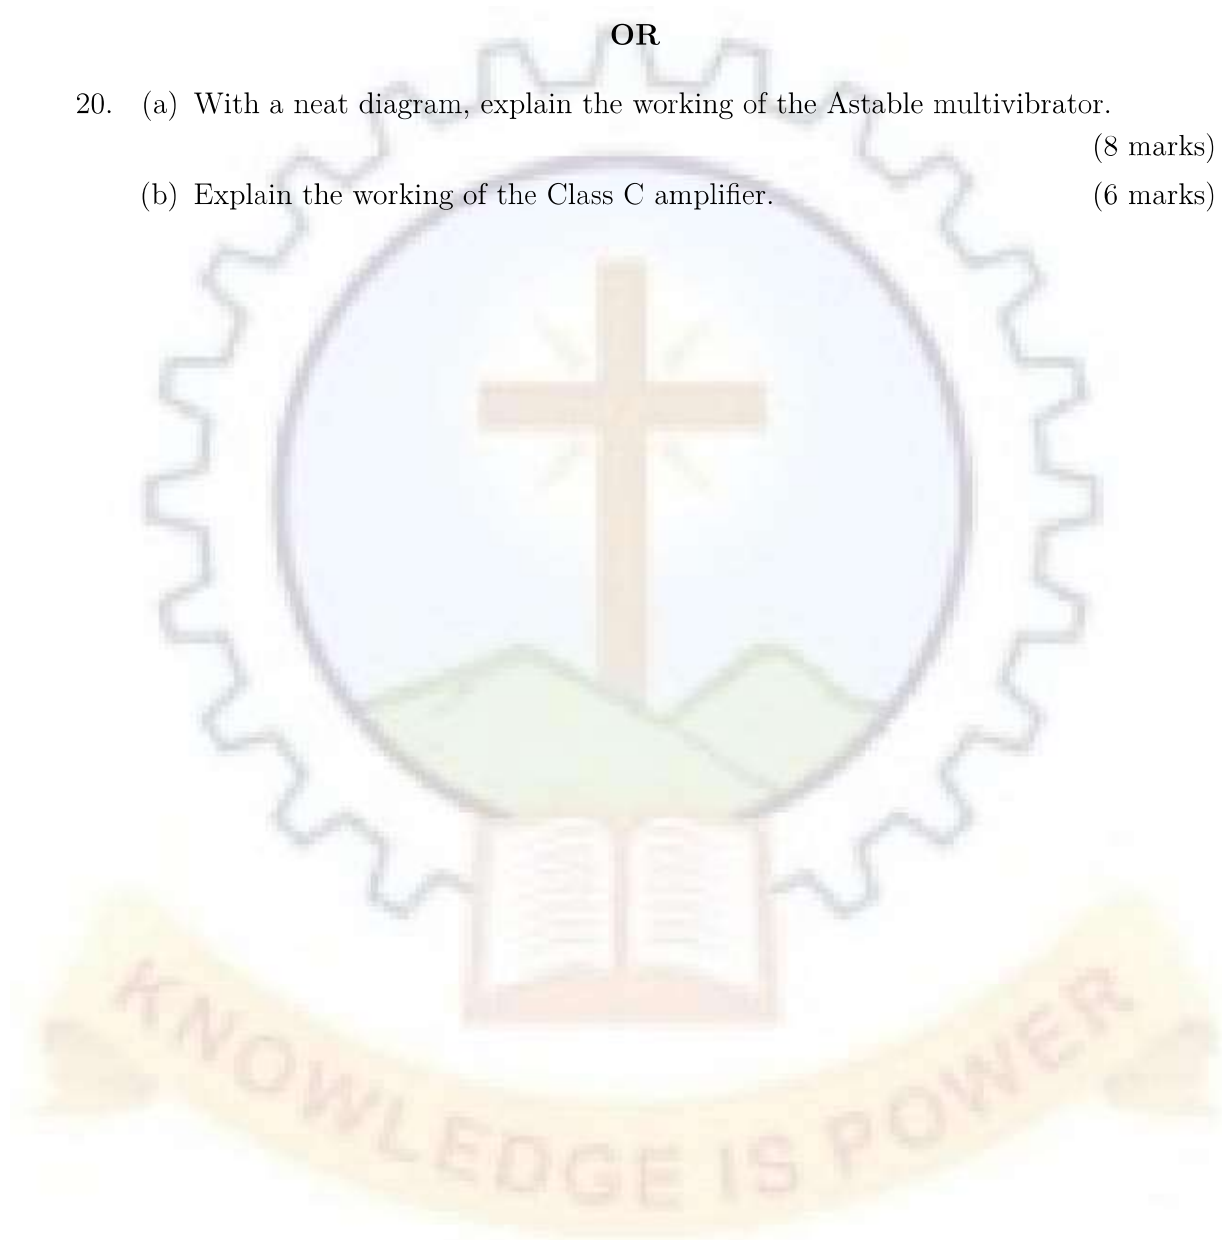 OR
20. (a) With a neat diagram, explain the working of the Astable multivibrator.
(8 marks)
(b) Explain the working of the Class C amplifier. (6 marks)
KNOWLEDGE IS POWER